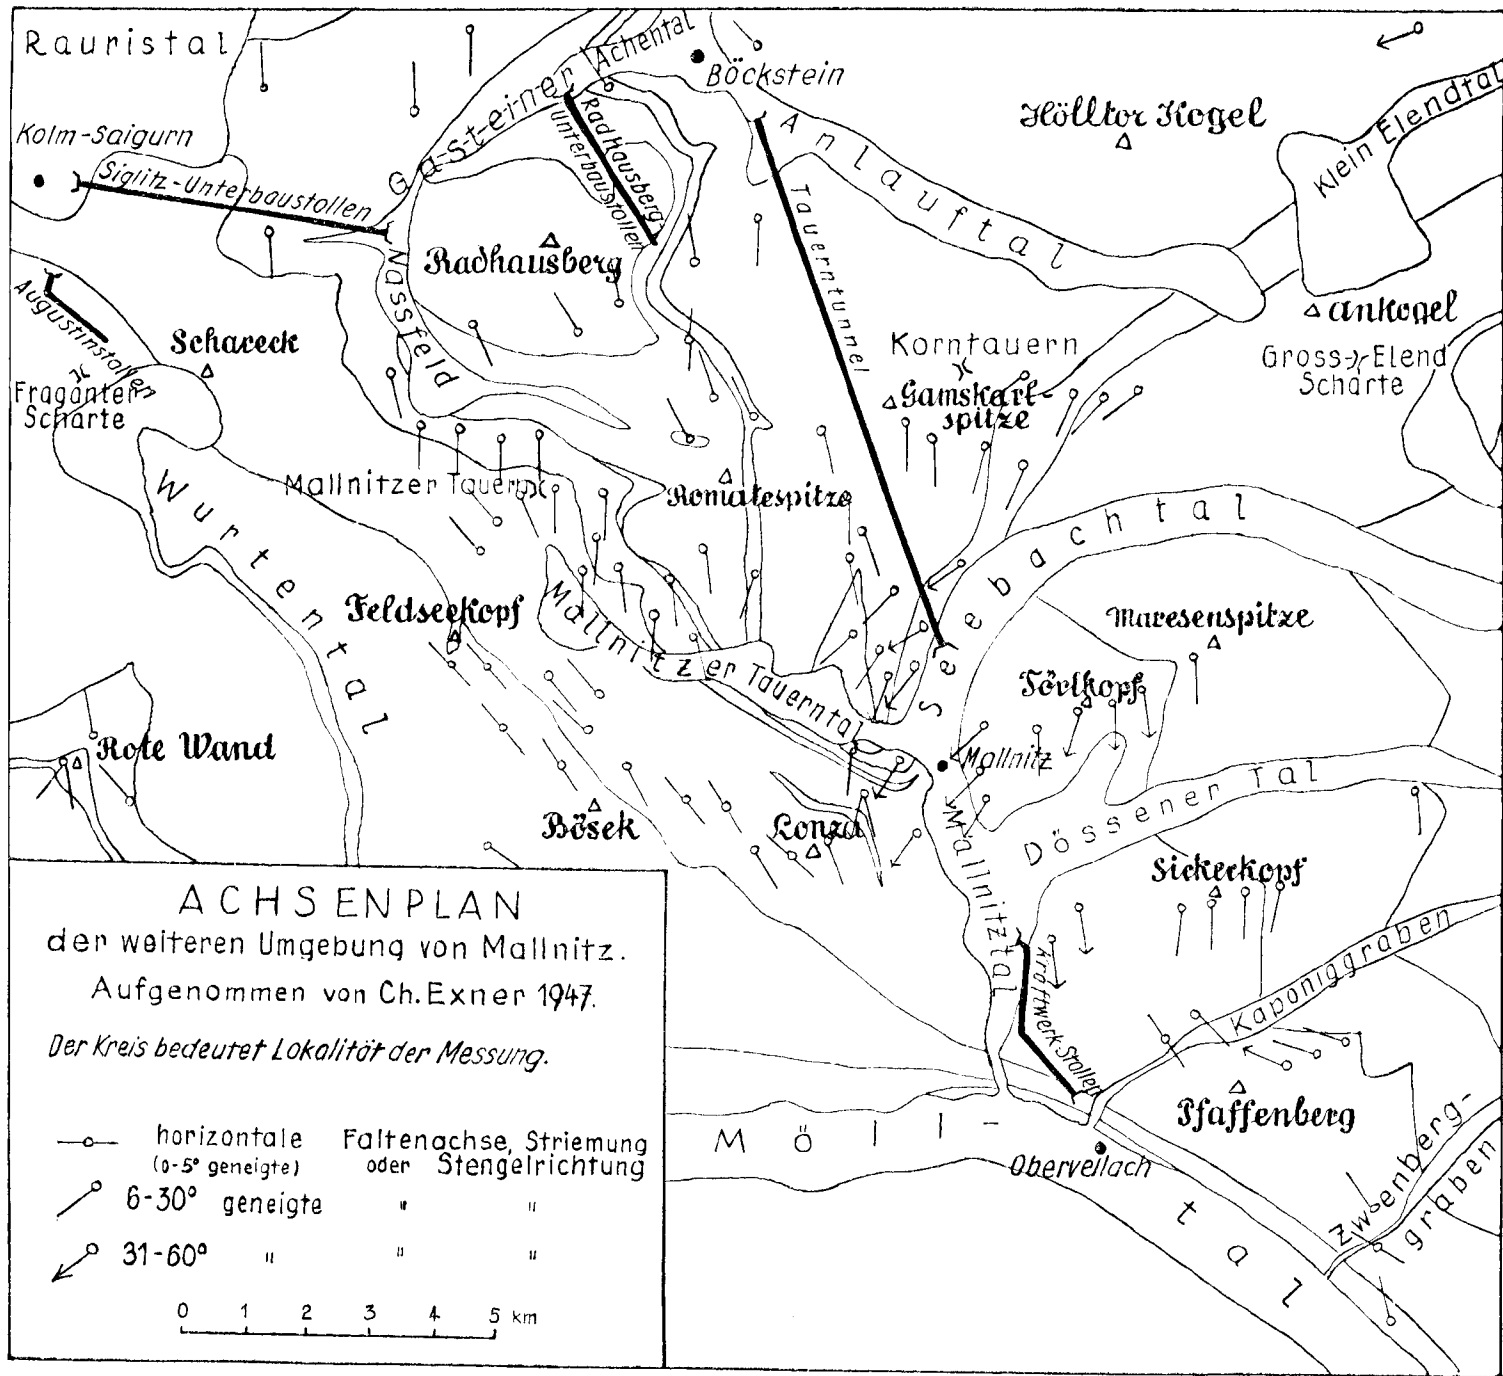 Rauristal
Kolm-Saigurn
Siglitz-Unterbaustollen
Gasteiner Achental
Böckstein
Radhausberg
Unterbaustollen
Anlauftal
Tauerntunnel
Hölltor Kogel
Klein Elendtal
Radhausberg
Nassfeld
Augustinstollen
Schareck
Fraganter
Scharte
Korntauern
Gamskarl-
spitze
Ankogel
Gross-Elend
Scharte
Mallnitzer Tauern
Romatespitze
Wurtental
Seebachtal
Feldseekopf
Mallnitzer Tauerntal
Maresenspitze
Törlkopf
Rote Wand
Mallnitz
Bösek
Lonza
Dössener Tal
Mallnitztal
Sickerkopf
Kraftwerk-Stollen
Kaponiggraben
Pfaffenberg
Möll-
tal
Obervellach
Zwenberg-
graben
ACHSENPLAN
der weiteren Umgebung von Mallnitz.
Aufgenommen von Ch. Exner 1947.
Der Kreis bedeutet Lokalität der Messung.
horizontale Faltenachse, Striemung
(0-5° geneigte) oder Stengelrichtung
6-30° geneigte " "
31-60° " " "
0 1 2 3 4 5 km